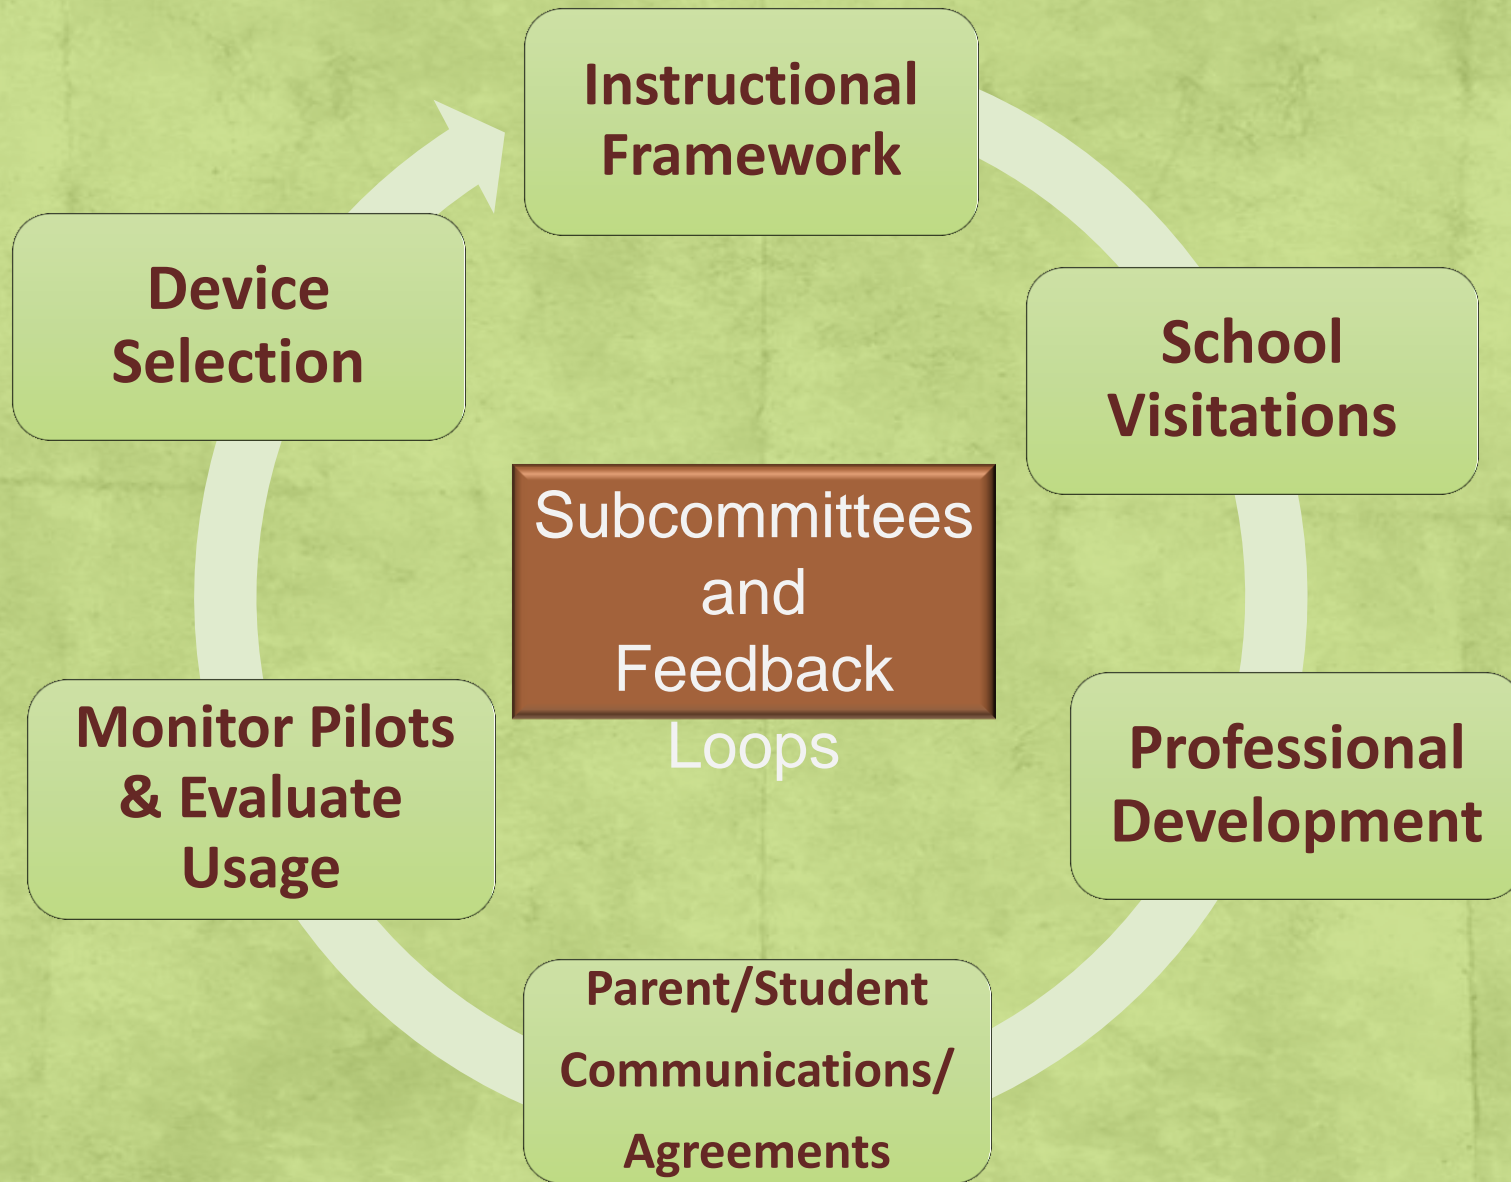 Instructional
Framework
School
Visitations
Professional
Development
Parent/Student
Communications/
Agreements
Monitor Pilots
& Evaluate
Usage
Device
Selection
Subcommittees
and
Feedback
Loops